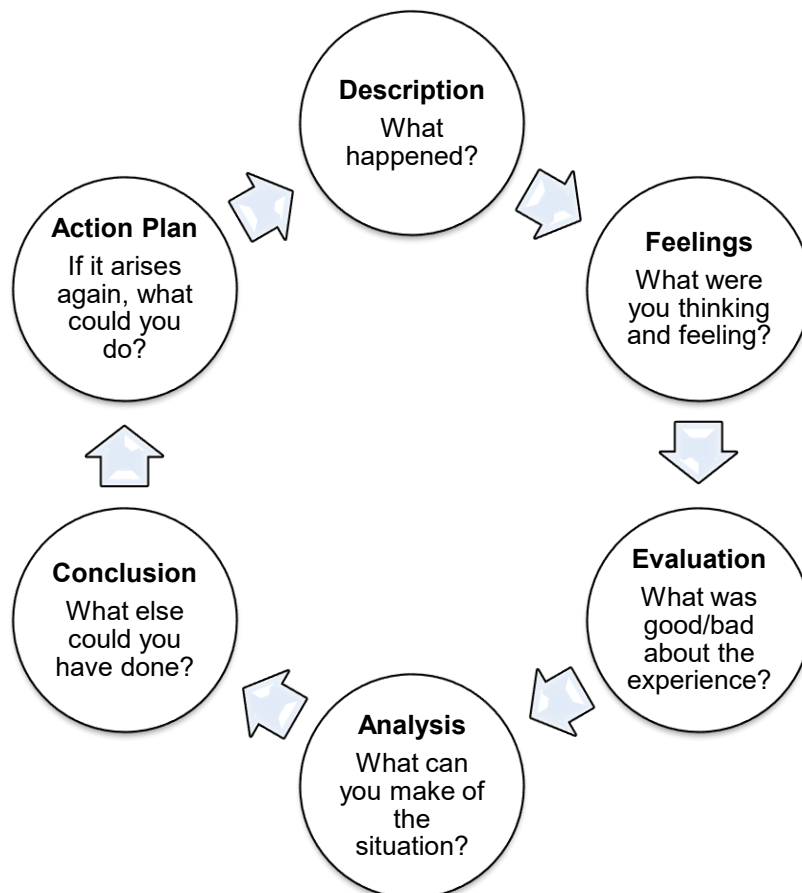 Description
What
happened?
Feelings
What were
you thinking
and feeling?
Evaluation
What was
good/bad
about the
experience?
Analysis
What can
you make of
the
situation?
Conclusion
What else
could you
have done?
Action Plan
If it arises
again, what
could you
do?